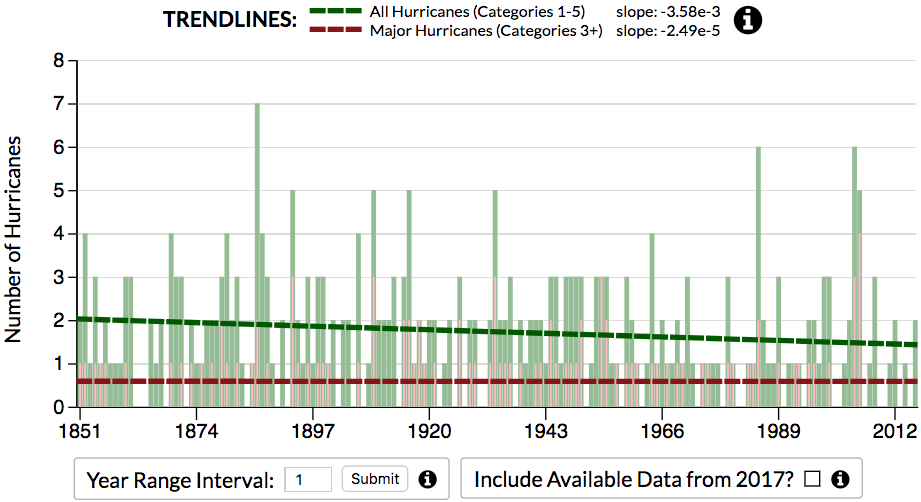 TRENDLINES:
All Hurricanes (Categories 1-5) slope: -3.58e-3
Major Hurricanes (Categories 3+) slope: -2.49e-5
i
Number of Hurricanes
8
7
6
5
4
3
2
1
0
1851 1874 1897 1920 1943 1966 1989 2012
Year Range Interval: 1 Submit i
Include Available Data from 2017? i